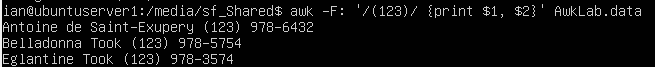 ian@ubuntuserver1:/media/sf_Shared$ awk -F: '/(123)/ {print $1, $2}' AwkLab.data
Antoine de Saint-Exupery (123) 978-6432
Belladonna Took (123) 978-5754
Eglantine Took (123) 978-3574